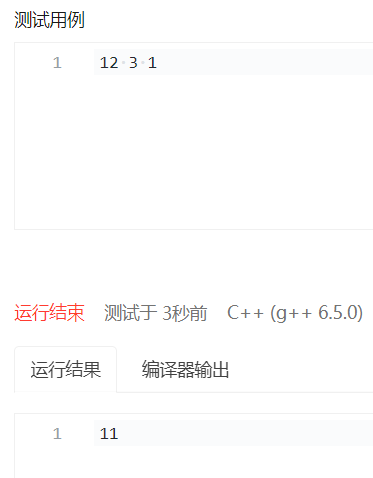 测试用例
1 12 3 1
运行结束 测试于 3秒前 C++ (g++ 6.5.0)
运行结果 编译器输出
1 11